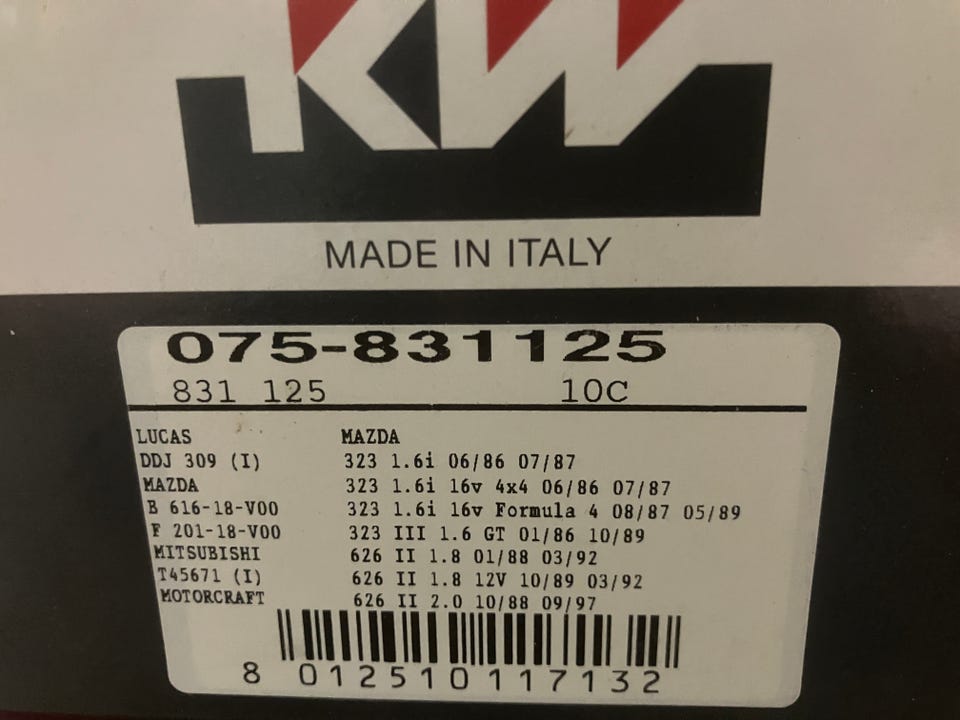 KW
MADE IN ITALY
075-831125
831 125 10C
LUCAS MAZDA
DDJ 309 (I) 323 1.6i 06/86 07/87
MAZDA 323 1.6i 16v 4x4 06/86 07/87
B 616-18-V00 323 1.6i 16v Formula 4 08/87 05/89
F 201-18-V00 323 III 1.6 GT 01/86 10/89
MITSUBISHI 626 II 1.8 01/88 03/92
T45671 (I) 626 II 1.8 12V 10/89 03/92
MOTORCRAFT 626 II 2.0 10/88 09/97
8 012510 117132